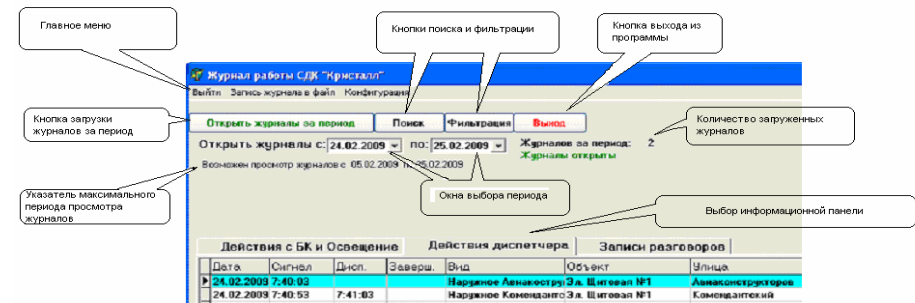 Главное меню
Кнопки поиска и фильтрации
Кнопка выхода из
программы
Журнал работы СДК "Кристалл"
Выйти Запись журнала в файл Конфигурация
Кнопка загрузки
журналов за период
Открыть журналы за период Поиск Фильтрация Выход
Количество загруженных
журналов
Открыть журналы с: 24.02.2009 по: 25.02.2009 Журналов за период: 2
Журналы открыты
Возможен просмотр журналов с 05.02.2009 по 25.02.2009
Указатель максимального
периода просмотра
журналов
Окна выбора периода
Выбор информационной панели
Действия с БК и Освещение Действия диспетчера Записи разговоров
Дата Сигнал Дисп. Заверш. Вид Объект Улица
24.02.2009 7:40:03 Наружное Авиаконстру Эл. Щитовая №1 Авиаконструкторов
24.02.2009 7:40:53 7:41:03 Наружное Комендантс Эл. Щитовая №1 Комендантский